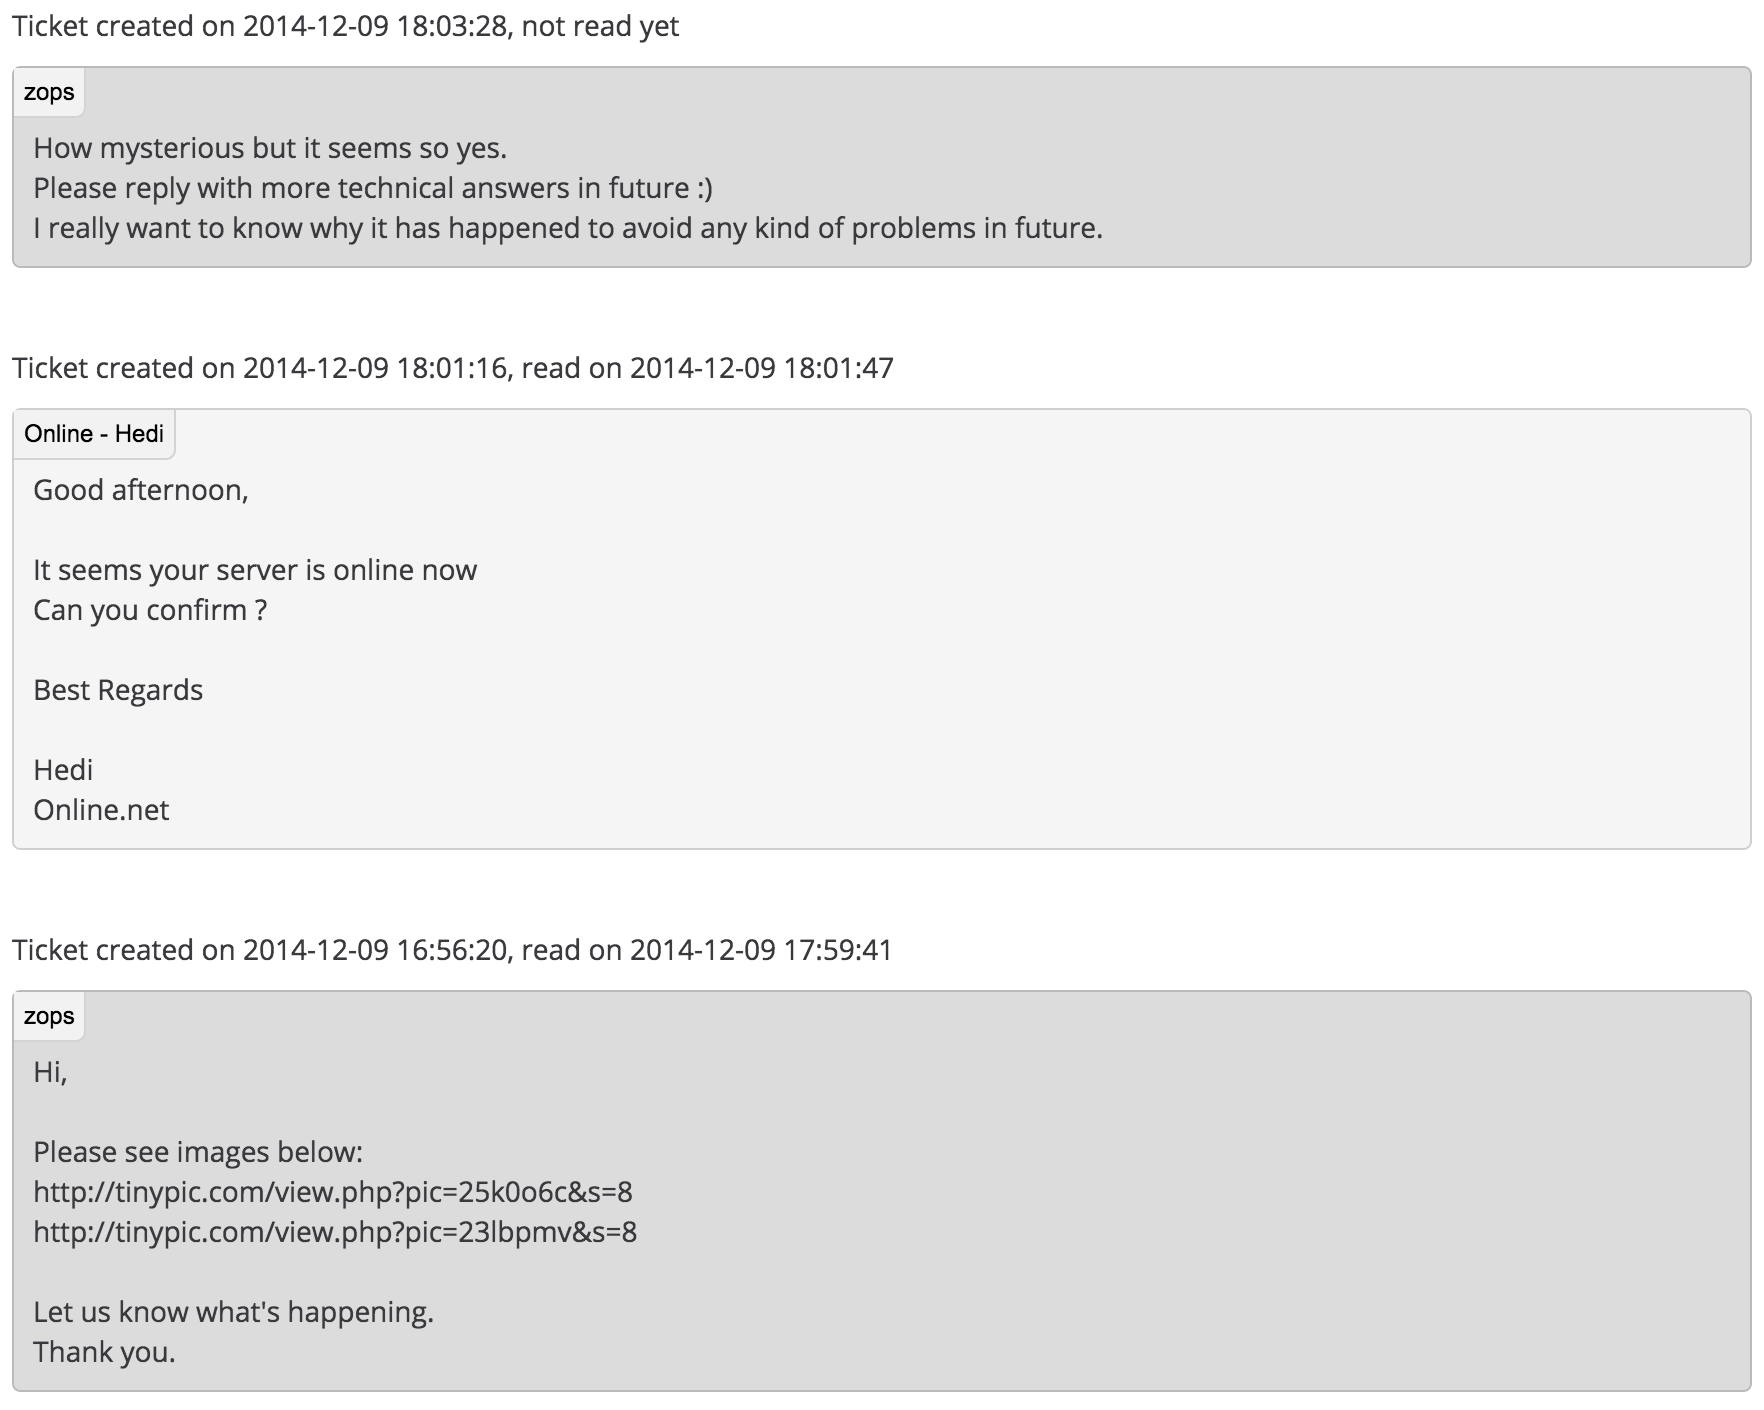 Ticket created on 2014-12-09 18:03:28, not read yet
zops
How mysterious but it seems so yes.
Please reply with more technical answers in future :)
I really want to know why it has happened to avoid any kind of problems in future.
Ticket created on 2014-12-09 18:01:16, read on 2014-12-09 18:01:47
Online - Hedi
Good afternoon,
It seems your server is online now
Can you confirm ?
Best Regards
Hedi
Online.net
Ticket created on 2014-12-09 16:56:20, read on 2014-12-09 17:59:41
zops
Hi,
Please see images below:
http://tinypic.com/view.php?pic=25k0o6c&s=8
http://tinypic.com/view.php?pic=23lbpmv&s=8
Let us know what's happening.
Thank you.